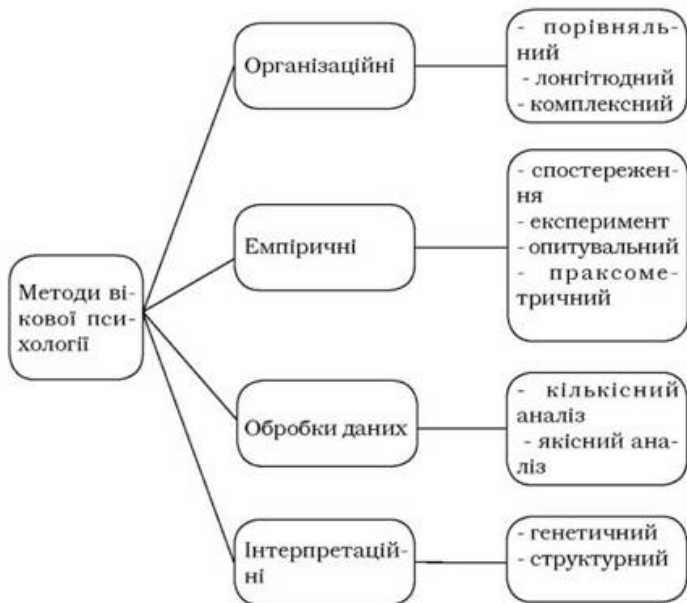 Методи ві-
кової пси-
хології
Організаційні
- порівняль-
ний
- лонгітюдний
- комплексний
Емпіричні
- спостережен-
ня
- експеримент
- опитувальний
- праксоме-
тричний
Обробки даних
- кількісний
аналіз
- якісний ана-
ліз
Інтерпретацій-
ні
- генетичний
- структурний